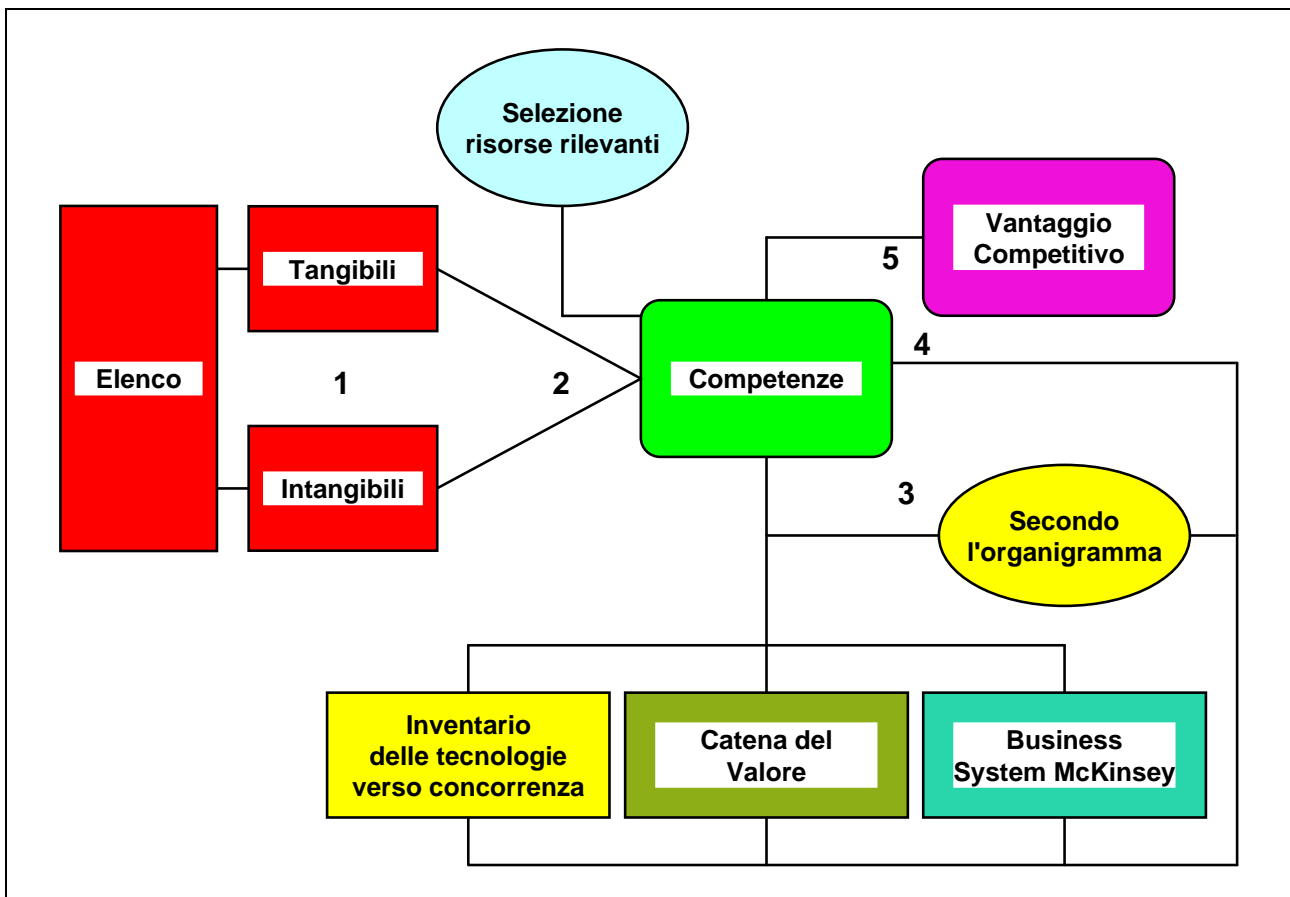 Selezione
risorse rilevanti
Vantaggio
Competitivo
5
Tangibili
4
Elenco
1
2
Competenze
Intangibili
3
Secondo
l'organigramma
Inventario
delle tecnologie
verso concorrenza
Catena del
Valore
Business
System McKinsey